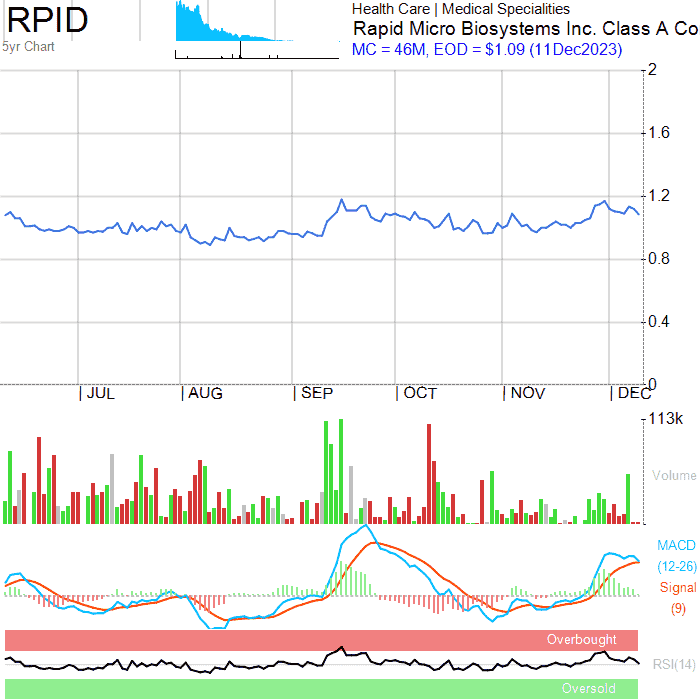 RPID
5yr Chart
Health Care | Medical Specialities
Rapid Micro Biosystems Inc. Class A Co
MC = 46M, EOD = $1.09 (11Dec2023)
2
1.6
1.2
0.8
0.4
0
| JUL | AUG | SEP | OCT | NOV | DEC
113k
Volume
MACD
(12-26)
Signal
(9)
Overbought
RSI(14)
Oversold